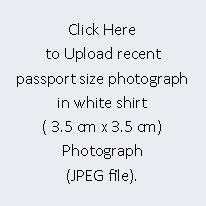 Click Here
to Upload recent
passport size photograph
in white shirt
( 3.5 cm x 3.5 cm)
Photograph
(JPEG file).